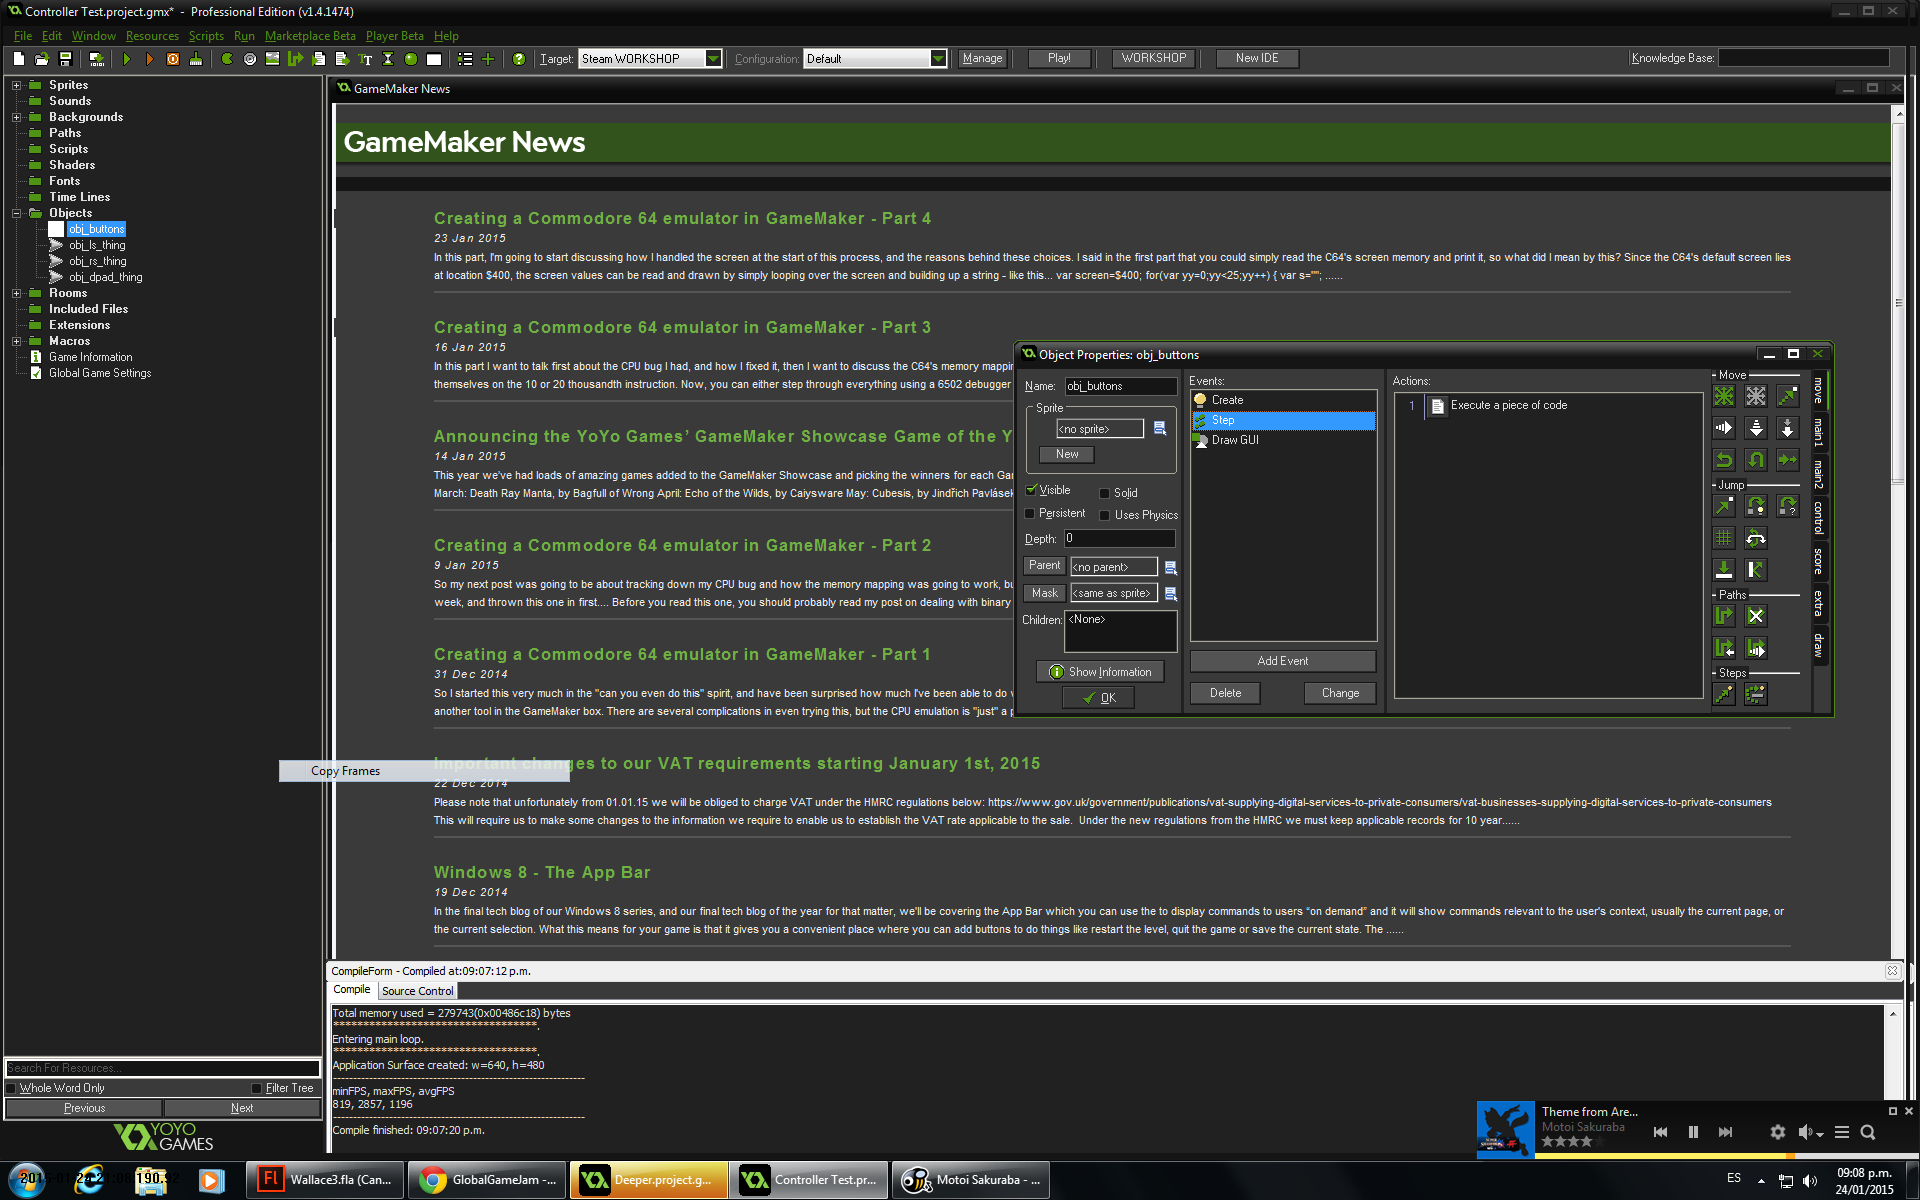 Controller Test.project.gmx* - Professional Edition (v1.4.1474)
File Edit Window Resources Scripts Run Marketplace Beta Player Beta Help
Target: Steam WORKSHOP Configuration: Default Manage Play! WORKSHOP New IDE Knowledge Base:
Sprites
Sounds
Backgrounds
Paths
Scripts
Shaders
Fonts
Time Lines
Objects
obj_buttons
obj_ls_thing
obj_rs_thing
obj_dpad_thing
Rooms
Included Files
Extensions
Macros
Game Information
Global Game Settings
Search For Resources...
Whole Word Only Filter Tree
Previous Next
YOYO
GAMES
GameMaker News
GameMaker News
Creating a Commodore 64 emulator in GameMaker - Part 4
23 Jan 2015
In this part, I'm going to start discussing how I handled the screen at the start of this process, and the reasons behind these choices. I said in the first part that you could simply read the C64's screen memory and print it, so what did I mean by this? Since the C64's default screen lies
at location $400, the screen values can be read and drawn by simply looping over the screen and building up a string - like this... var screen=$400; for(var yy=0;yy<25;yy++) { var s=""; ......
Creating a Commodore 64 emulator in GameMaker - Part 3
16 Jan 2015
In this part I want to talk first about the CPU bug I had, and how I fixed it, then I want to discuss the C64's memory mappin
themselves on the 10 or 20 thousandth instruction. Now, you can either step through everything using a 6502 debugger
Announcing the YoYo Games' GameMaker Showcase Game of the Y
14 Jan 2015
This year we've had loads of amazing games added to the GameMaker Showcase and picking the winners for each Gam
March: Death Ray Manta, by Bagfull of Wrong April: Echo of the Wilds, by Caiysware May: Cubesis, by Jindřich Pavlásek
Creating a Commodore 64 emulator in GameMaker - Part 2
9 Jan 2015
So my next post was going to be about tracking down my CPU bug and how the memory mapping was going to work, bu
week, and thrown this one in first.... Before you read this one, you should probably read my post on dealing with binary
Creating a Commodore 64 emulator in GameMaker - Part 1
31 Dec 2014
So I started this very much in the "can you even do this" spirit, and have been surprised how much I've been able to do v
another tool in the GameMaker box. There are several complications in even trying this, but the CPU emulation is "just" a p
Important changes to our VAT requirements starting January 1st, 2015
22 Dec 2014
Please note that unfortunately from 01.01.15 we will be obliged to charge VAT under the HMRC regulations below: https://www.gov.uk/government/publications/vat-supplying-digital-services-to-private-consumers/vat-businesses-supplying-digital-services-to-private-consumers
This will require us to make some changes to the information we require to enable us to establish the VAT rate applicable to the sale. Under the new regulations from the HMRC we must keep applicable records for 10 year......
Windows 8 - The App Bar
19 Dec 2014
In the final tech blog of our Windows 8 series, and our final tech blog of the year for that matter, we'll be covering the App Bar which you can use the to display commands to users “on demand” and it will show commands relevant to the user's context, usually the current page, or
the current selection. What this means for your game is that it gives you a convenient place where you can add buttons to do things like restart the level, quit the game or save the current state. The ......
Copy Frames
Object Properties: obj_buttons
Name: obj_buttons
Sprite
<no sprite>
New
Visible Solid
Persistent Uses Physics
Depth: 0
Parent <no parent>
Mask <same as sprite>
Children: <None>
Show Information
OK
Events:
Create
Step
Draw GUI
Add Event
Delete Change
Actions:
1 Execute a piece of code
Move
Jump
Paths
Steps
move
main1
main2
control
score
extra
draw
CompileForm - Compiled at:09:07:12 p.m.
Compile Source Control
Total memory used = 279743(0x00486c18) bytes
**********************************.
Entering main loop.
**********************************.
Application Surface created: w=640, h=480
minFPS, maxFPS, avgFPS
819, 2857, 1196
Compile finished: 09:07:20 p.m.
Theme from Are...
Motoi Sakuraba
Fl Wallace3.fla (Can... GlobalGameJam -... Deeper.project.g... Controller Test.pr... Motoi Sakuraba - ...
ES
09:08 p.m.
24/01/2015